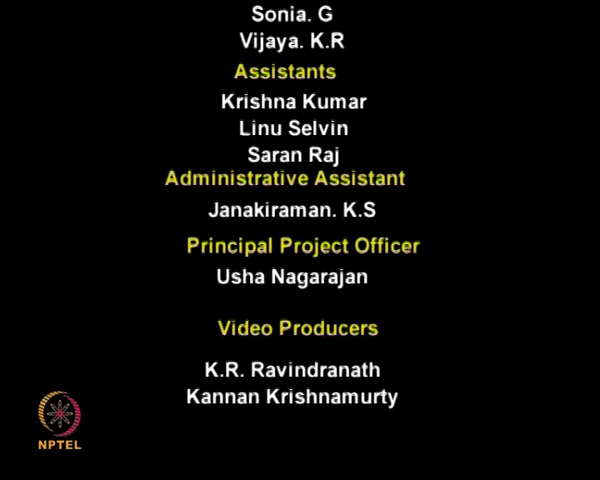 Sonia. G
Vijaya. K.R
Assistants
Krishna Kumar
Linu Selvin
Saran Raj
Administrative Assistant
Janakiraman. K.S
Principal Project Officer
Usha Nagarajan
Video Producers
K.R. Ravindranath
Kannan Krishnamurty
NPTEL